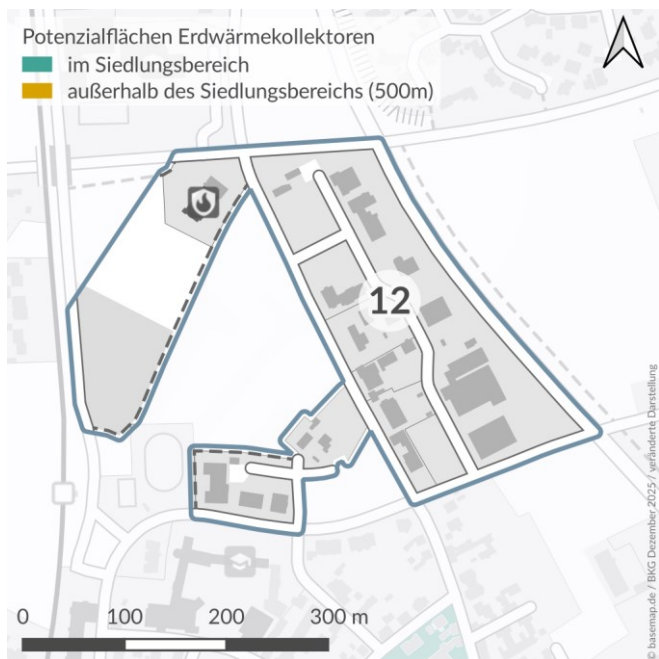 Potenzialflächen Erdwärmekollektoren
im Siedlungsbereich
außerhalb des Siedlungsbereichs (500m)
12
0 100 200 300 m
© basemap.de / BKG Dezember 2025 / veränderte Darstellung